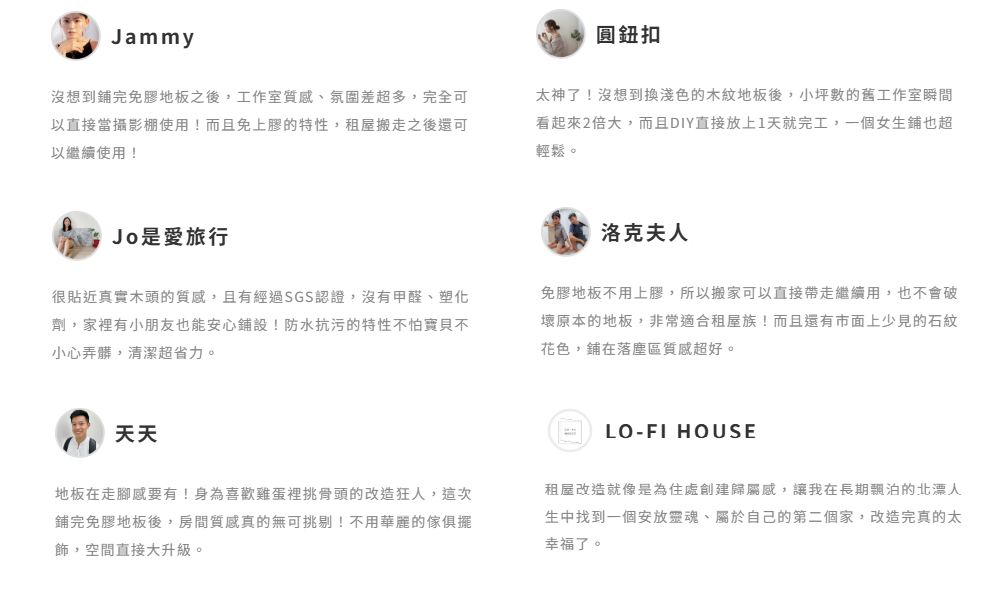 Jammy
沒想到鋪完免膠地板之後，工作室質感、氛圍差超多，完全可
以直接當攝影棚使用！而且免上膠的特性，租屋搬走之後還可
以繼續使用！
圓鈕扣
太神了！沒想到換淺色的木紋地板後，小坪數的舊工作室瞬間
看起來2倍大，而且DIY直接放上1天就完工，一個女生鋪也超
輕鬆。
Jo是愛旅行
很貼近真實木頭的質感，且有經過SGS認證，沒有甲醛、塑化
劑，家裡有小朋友也能安心鋪設！防水抗污的特性不怕寶貝不
小心弄髒，清潔超省力。
洛克夫人
免膠地板不用上膠，所以搬家可以直接帶走繼續用，也不會破
壞原本的地板，非常適合租屋族！而且還有市面上少見的石紋
花色，鋪在落塵區質感超好。
天天
地板在走腳感要有！身為喜歡雞蛋裡挑骨頭的改造狂人，這次
鋪完免膠地板後，房間質感真的無可挑剔！不用華麗的傢俱擺
飾，空間直接大升級。
LO-FI HOUSE
租屋改造就像是為住處創建歸屬感，讓我在長期飄泊的北漂人
生中找到一個安放靈魂、屬於自己的第二個家，改造完真的太
幸福了。